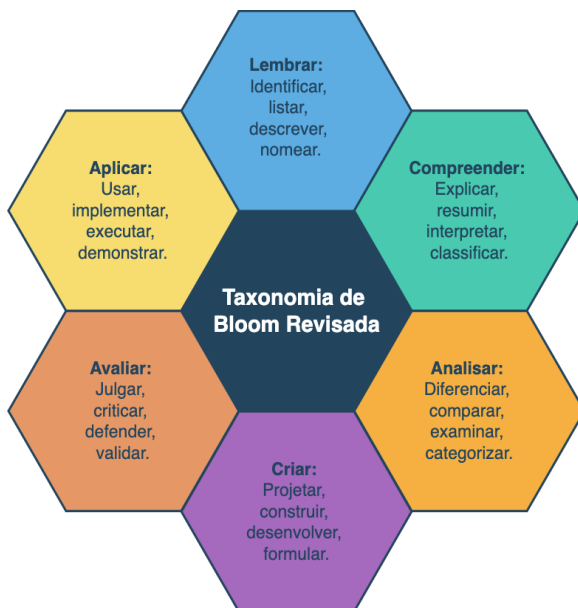 Lembrar:
Identificar,
listar,
descrever,
nomear.
Compreender:
Explicar,
resumir,
interpretar,
classificar.
Analisar:
Diferenciar,
comparar,
examinar,
categorizar.
Criar:
Projetar,
construir,
desenvolver,
formular.
Avaliar:
Julgar,
criticar,
defender,
validar.
Aplicar:
Usar,
implementar,
executar,
demonstrar.
Taxonomia de
Bloom Revisada